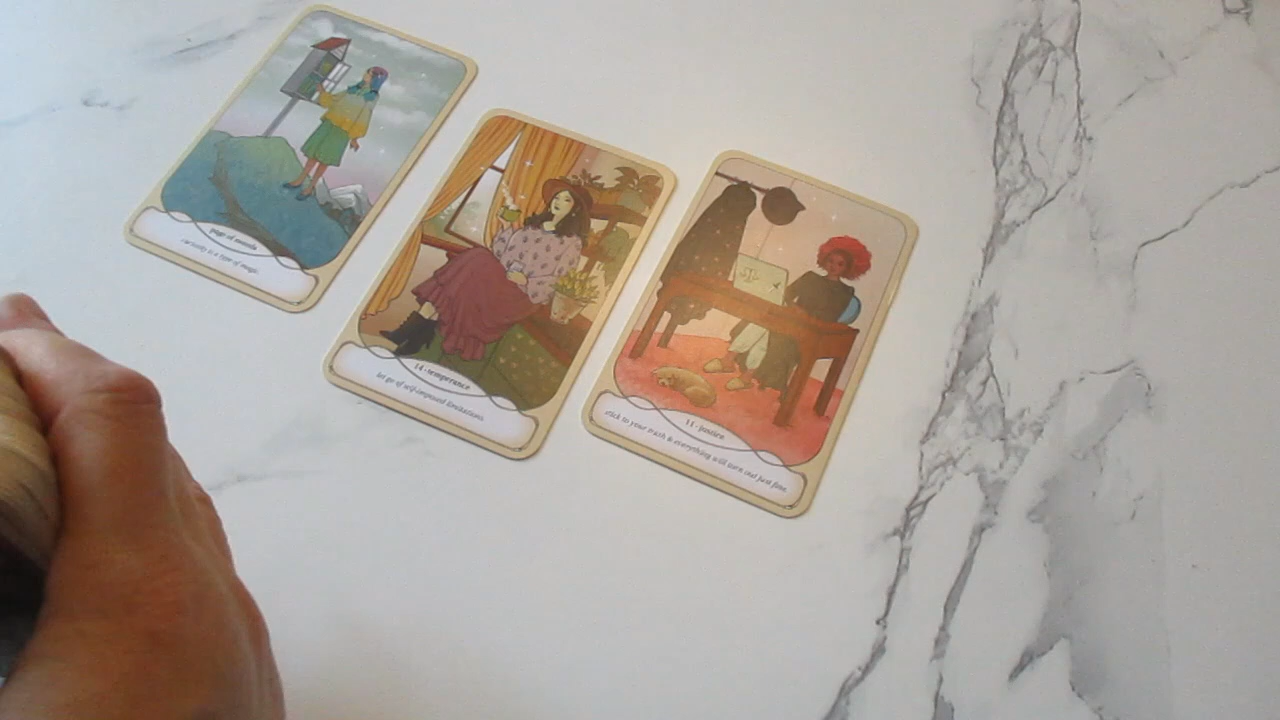 page of swords
curiosity is a type of magic
14 · temperance
let go of self-imposed limitations
11 · justice
stick to your truth & everything will turn out just fine